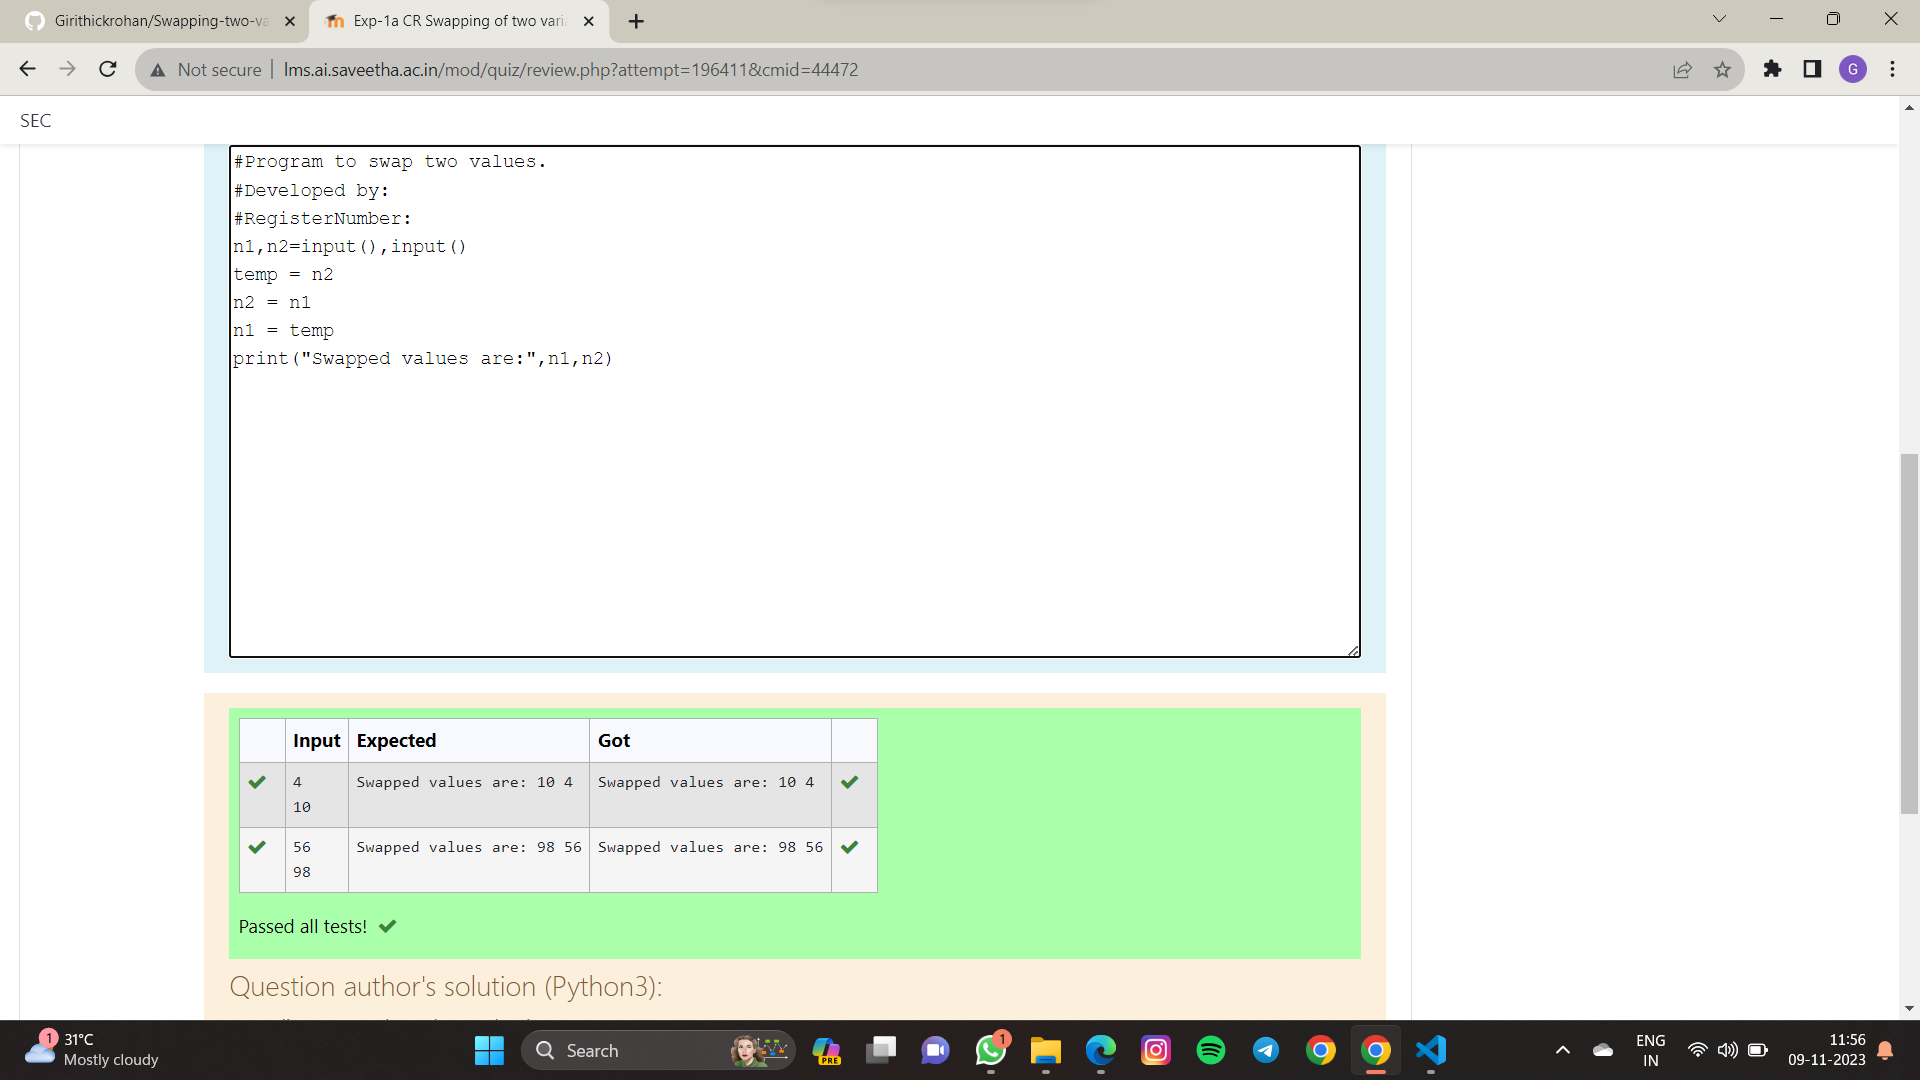 Girithickrohan/Swapping-two-va
Exp-1a CR Swapping of two vari
Not secure
lms.ai.saveetha.ac.in/mod/quiz/review.php?attempt=196411&cmid=44472
G
SEC
#Program to swap two values.
#Developed by:
#RegisterNumber:
n1,n2=input(),input()
temp = n2
n2 = n1
n1 = temp
print("Swapped values are:",n1,n2)
Input Expected Got
4 Swapped values are: 10 4 Swapped values are: 10 4
10
56 Swapped values are: 98 56 Swapped values are: 98 56
98
Passed all tests!
Question author's solution (Python3):
1 31°C
Mostly cloudy
Search
PRE
1
ENG
IN
11:56
09-11-2023